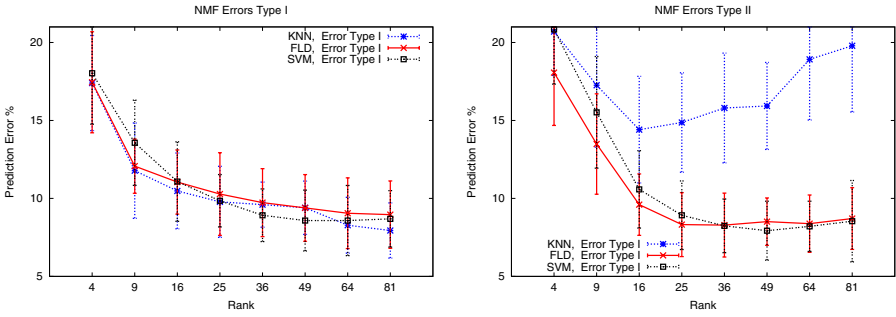 NMF Errors Type I
20
15
10
5
Prediction Error %
KNN, Error Type I
FLD, Error Type I
SVM, Error Type I
4 9 16 25 36 49 64 81
Rank
NMF Errors Type II
20
15
10
5
Prediction Error %
KNN, Error Type I
FLD, Error Type I
SVM, Error Type I
4 9 16 25 36 49 64 81
Rank